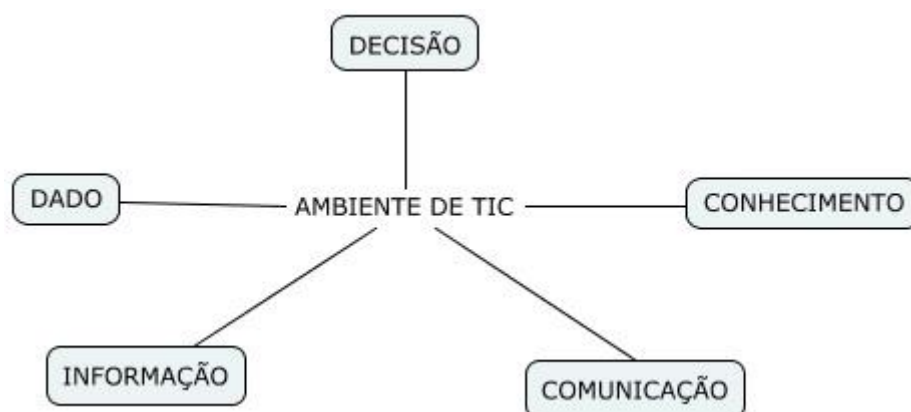 DECISÃO
DADO
AMBIENTE DE TIC
CONHECIMENTO
INFORMAÇÃO
COMUNICAÇÃO